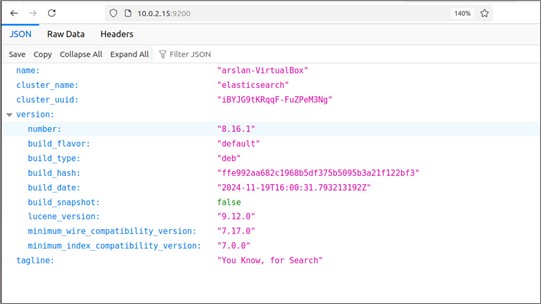 10.0.2.15:9200 140%
JSON Raw Data Headers
Save Copy Collapse All Expand All Filter JSON
name: "arslan-VirtualBox"
cluster_name: "elasticsearch"
cluster_uuid: "iBYJG9tKRqqF-FuZPeM3Ng"
version:
number: "8.16.1"
build_flavor: "default"
build_type: "deb"
build_hash: "ffe992aa682c1968b5df375b5095b3a21f122bf3"
build_date: "2024-11-19T16:00:31.793213192Z"
build_snapshot: false
lucene_version: "9.12.0"
minimum_wire_compatibility_version: "7.17.0"
minimum_index_compatibility_version: "7.0.0"
tagline: "You Know, for Search"